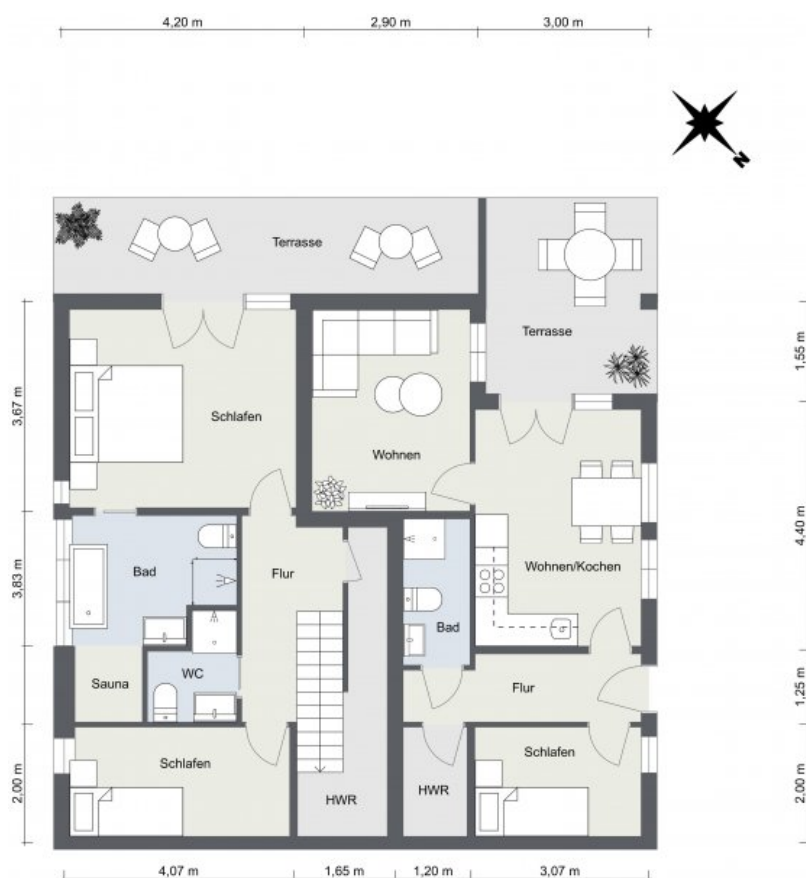 4,20 m
2,90 m
3,00 m
N
Terrasse
Terrasse
1,55 m
3,67 m
Schlafen
Wohnen
4,40 m
3,83 m
Bad
Flur
Wohnen/Kochen
Bad
Sauna
WC
Flur
1,25 m
Schlafen
Schlafen
2,00 m
HWR
HWR
2,00 m
4,07 m
1,65 m
1,20 m
3,07 m